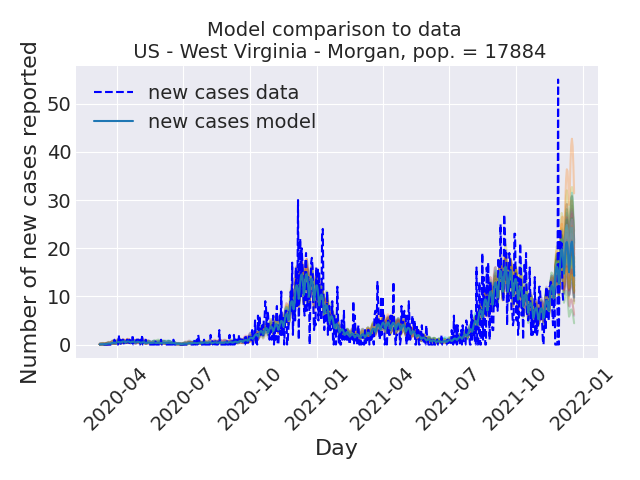 Model comparison to data
US - West Virginia - Morgan, pop. = 17884
new cases data
new cases model
Number of new cases reported
50
40
30
20
10
0
2020-04
2020-07
2020-10
2021-01
2021-04
2021-07
2021-10
2022-01
Day